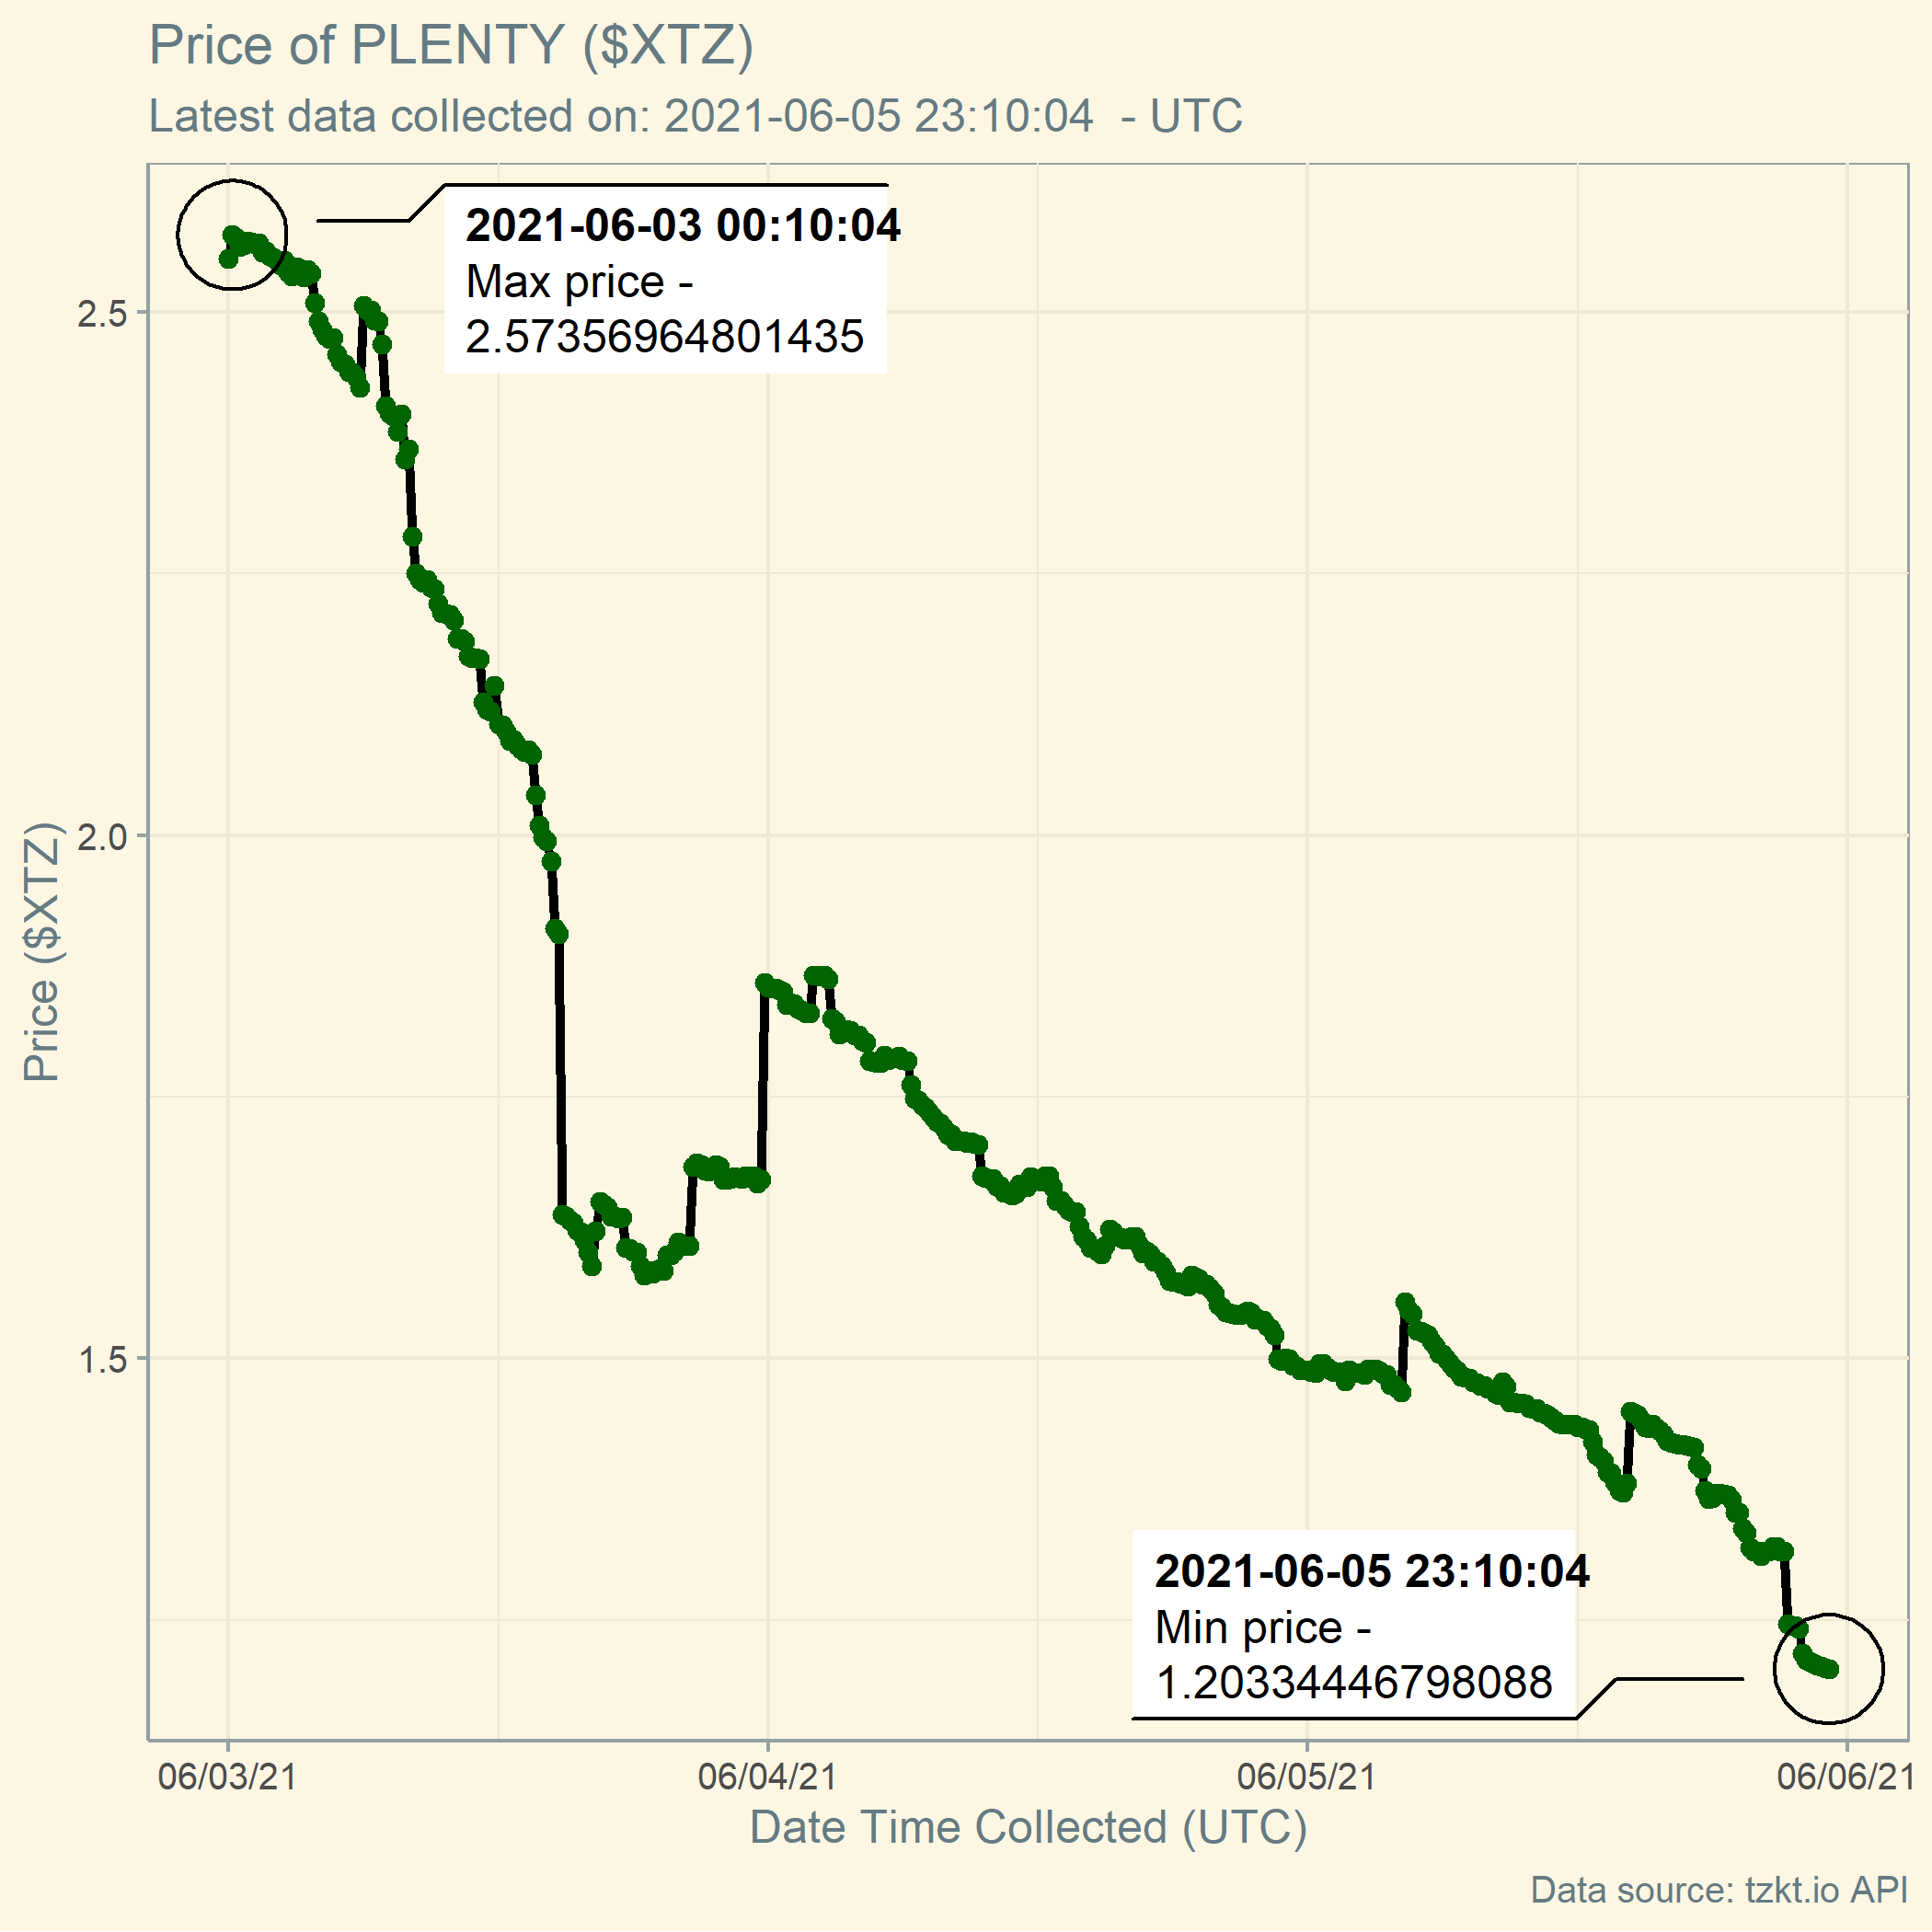 Price of PLENTY ($XTZ)
Latest data collected on: 2021-06-05 23:10:04  - UTC
2021-06-03 00:10:04
Max price -
2.57356964801435
2.5
2.0
1.5
Price ($XTZ)
2021-06-05 23:10:04
Min price -
1.20334446798088
06/03/21
06/04/21
06/05/21
06/06/21
Date Time Collected (UTC)
Data source: tzkt.io API